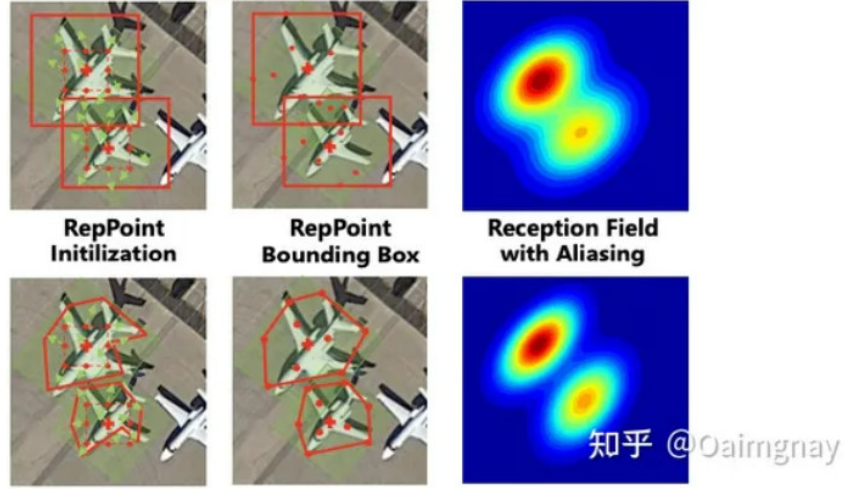 RepPoint
Initilization
RepPoint
Bounding Box
Reception Field
with Aliasing
知乎 @Oaimgnay